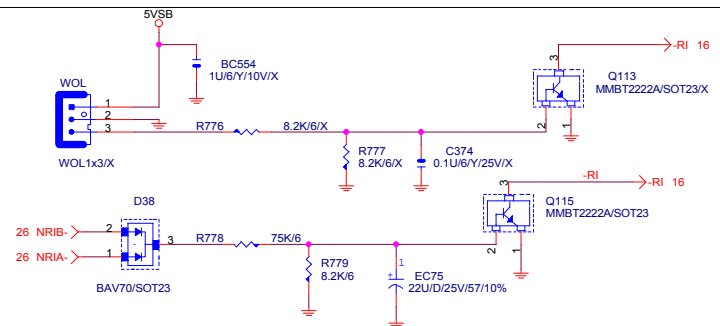 5VSB
BC554
1U/6/Y/10V/X
WOL
1
2
3
WOL1x3/X
R776
8.2K/6/X
R777
8.2K/6/X
C374
0.1U/6/Y/25V/X
3
2
1
Q113
MMBT2222A/SOT23/X
-RI 16
D38
26 NRIB-
26 NRIA-
2
1
3
BAV70/SOT23
R778
75K/6
R779
8.2K/6
1
+
EC75
22U/D/25V/57/10%
3
2
1
-RI
Q115
MMBT2222A/SOT23
-RI 16